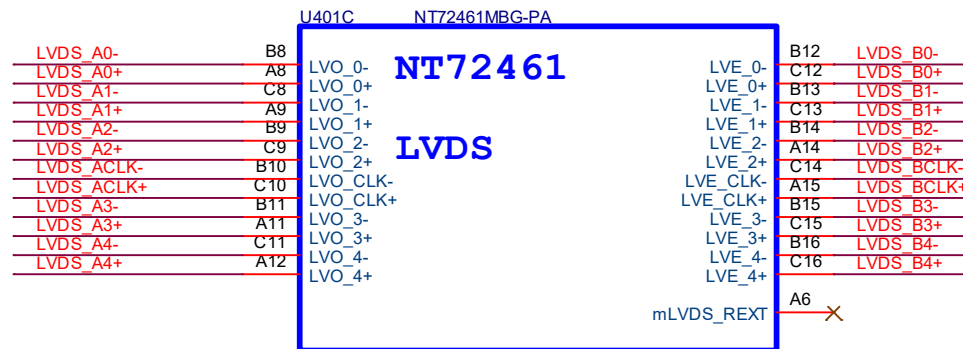 U401C NT72461MBG-PA
NT72461
LVDS
LVDS_A0- B8 LVO_0- LVE_0- B12 LVDS_B0-
LVDS_A0+ A8 LVO_0+ LVE_0+ C12 LVDS_B0+
LVDS_A1- C8 LVO_1- LVE_1- B13 LVDS_B1-
LVDS_A1+ A9 LVO_1+ LVE_1+ C13 LVDS_B1+
LVDS_A2- B9 LVO_2- LVE_2- B14 LVDS_B2-
LVDS_A2+ C9 LVO_2+ LVE_2+ A14 LVDS_B2+
LVDS_ACLK- B10 LVO_CLK- LVE_CLK- C14 LVDS_BCLK-
LVDS_ACLK+ C10 LVO_CLK+ LVE_CLK+ A15 LVDS_BCLK+
LVDS_A3- B11 LVO_3- LVE_3- B15 LVDS_B3-
LVDS_A3+ A11 LVO_3+ LVE_3+ C15 LVDS_B3+
LVDS_A4- C11 LVO_4- LVE_4- B16 LVDS_B4-
LVDS_A4+ A12 LVO_4+ LVE_4+ C16 LVDS_B4+
mLVDS_REXT A6